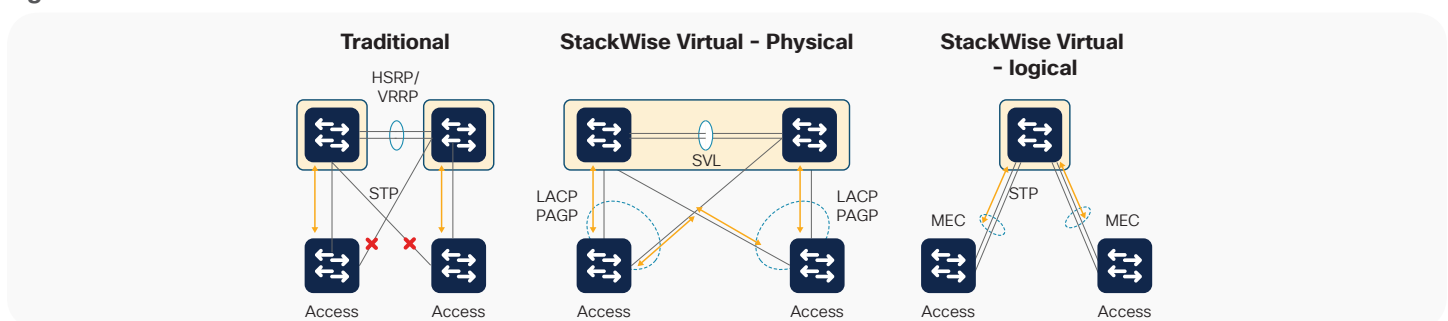 Traditional
HSRP/
VRRP
STP
Access
Access
StackWise Virtual - Physical
SVL
LACP
PAGP
LACP
PAGP
Access
Access
StackWise Virtual
- logical
STP
MEC
MEC
Access
Access